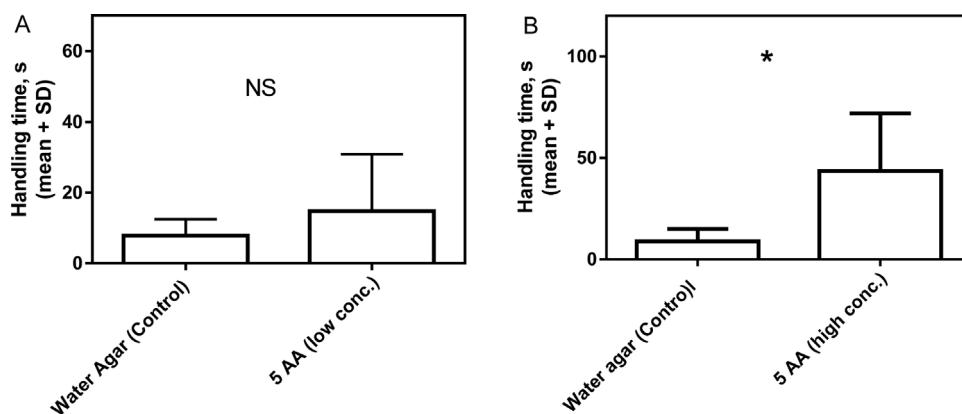 A
Handling time, s
(mean + SD)
60
40
20
0
NS
Water Agar (Control)
5 AA (low conc.)
B
Handling time, s
(mean + SD)
100
50
0
*
Water agar (Contro)l
5 AA (high conc.)